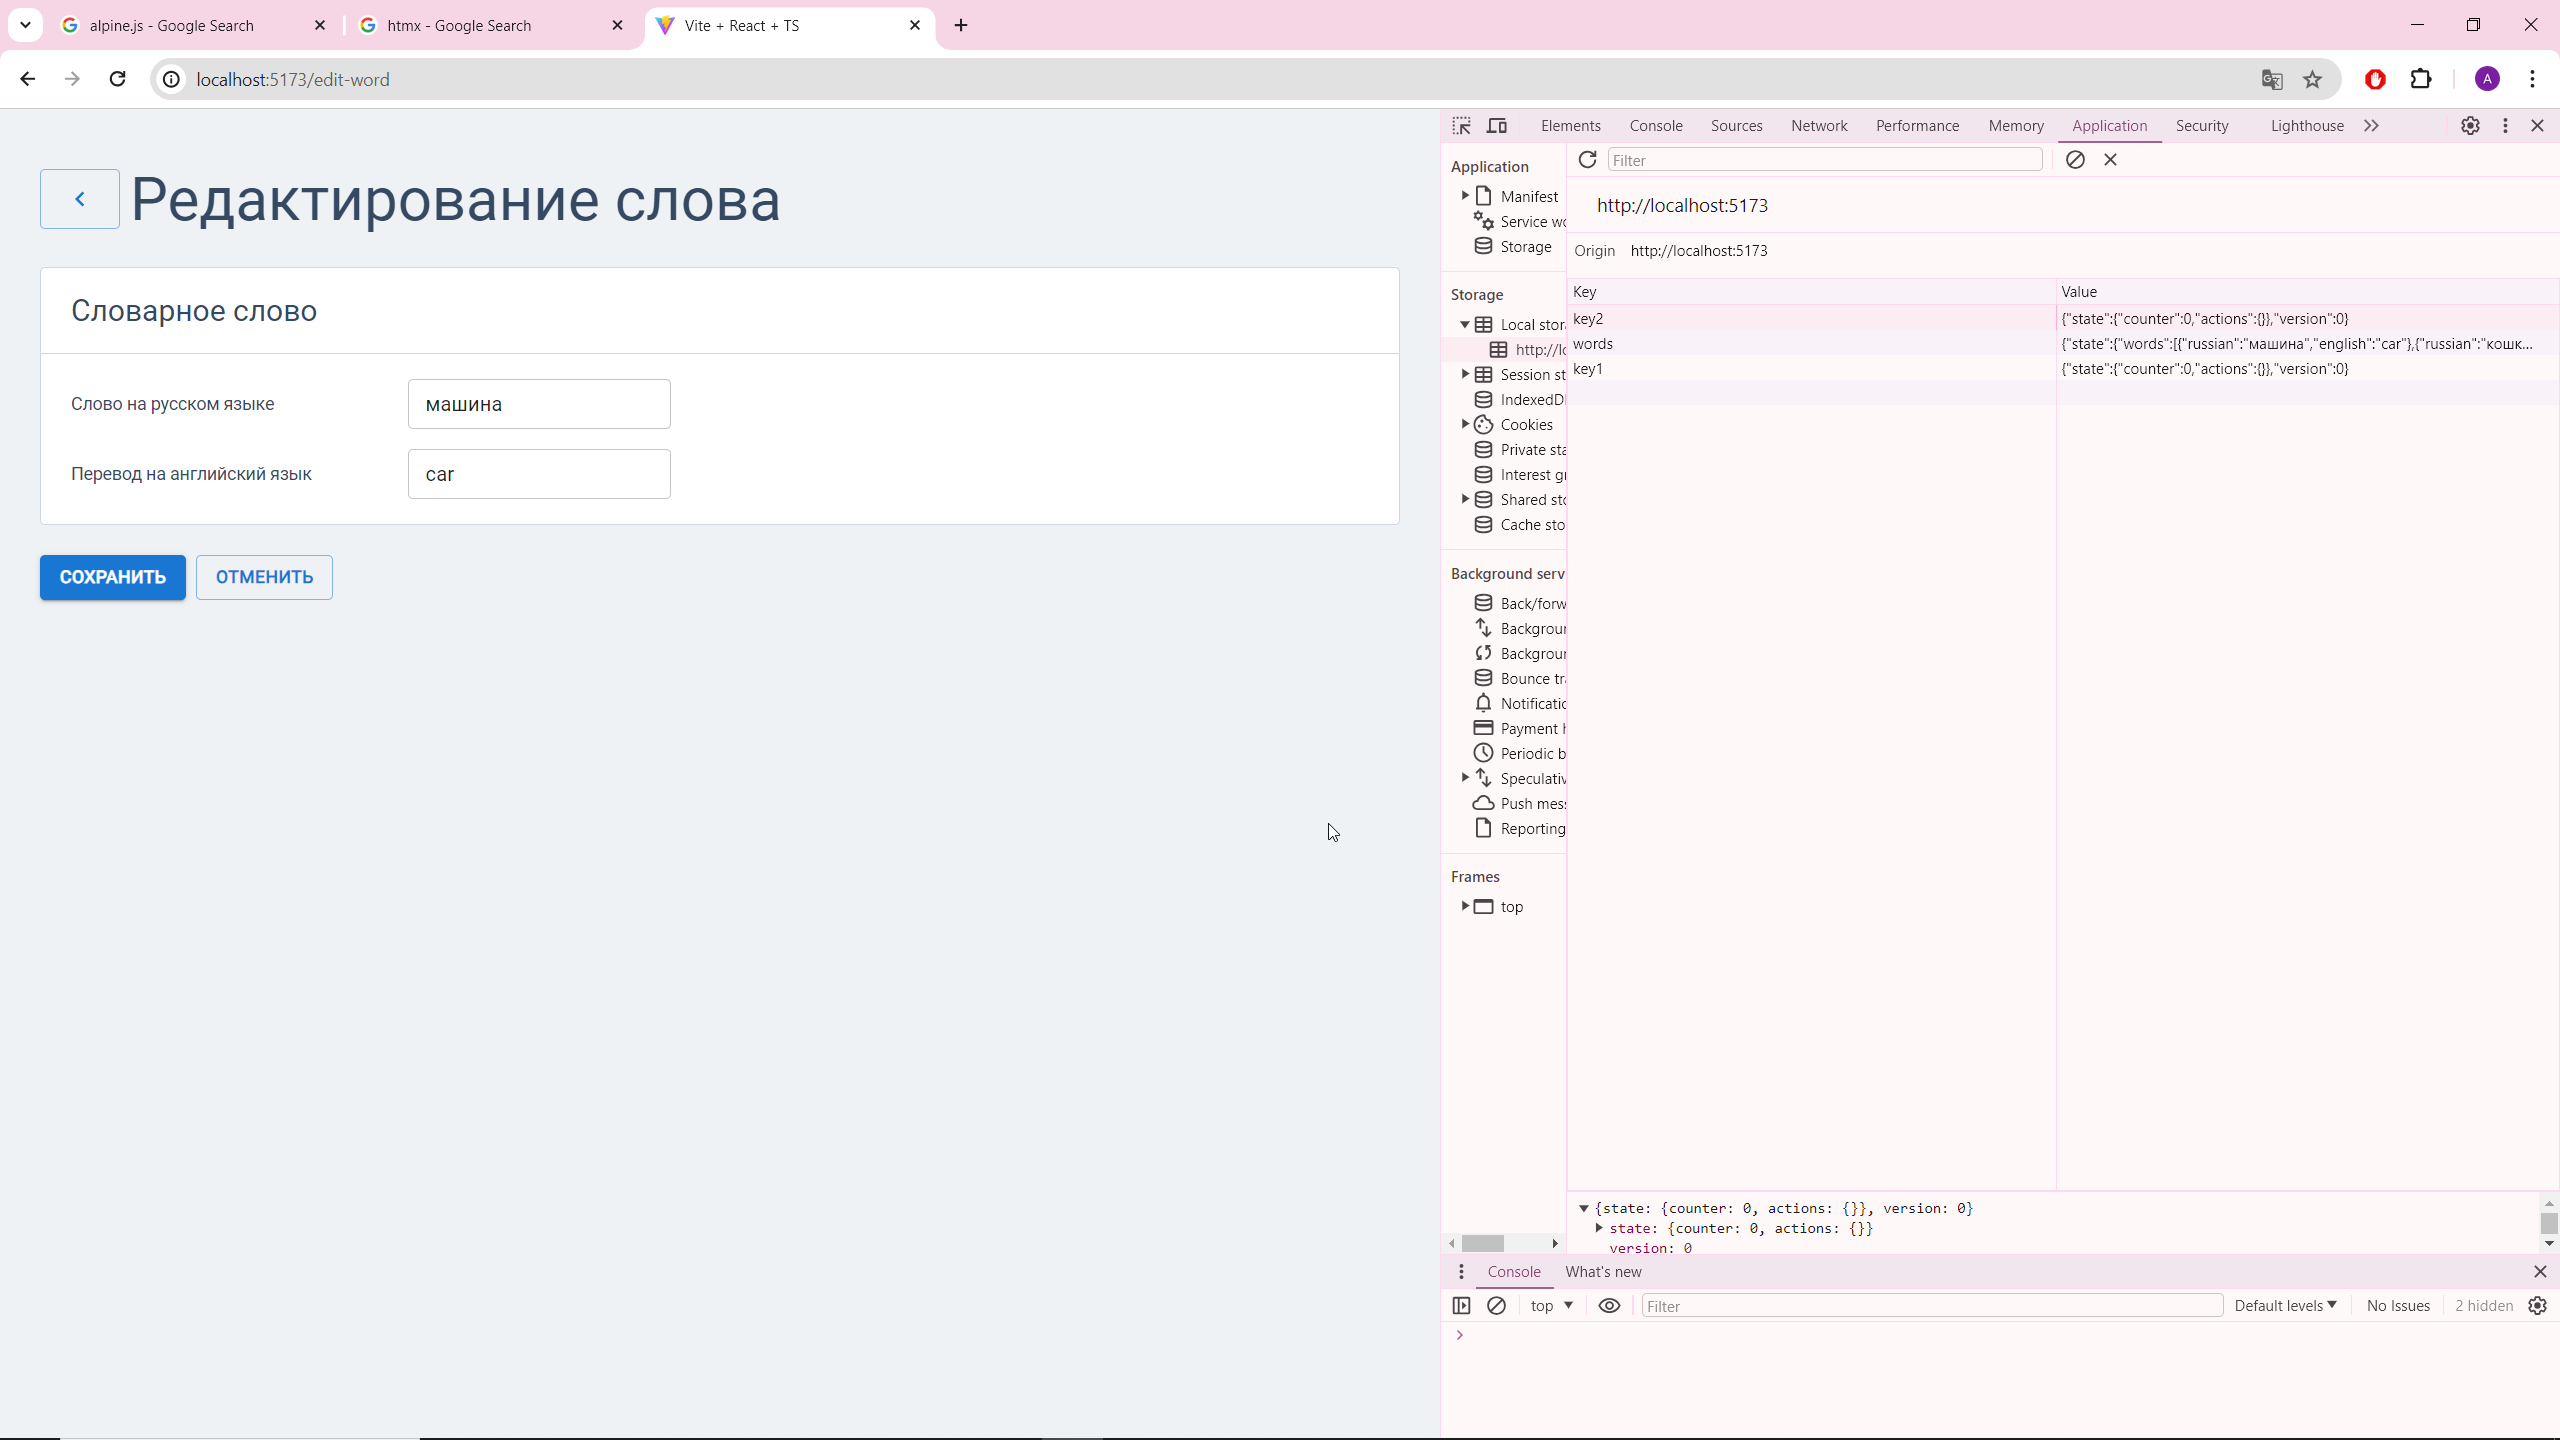 alpine.js - Google Search
htmx - Google Search
Vite + React + TS
localhost:5173/edit-word
A
Редактирование слова
Словарное слово
Слово на русском языке
машина
Перевод на английский язык
car
СОХРАНИТЬ
ОТМЕНИТЬ
Elements Console Sources Network Performance Memory Application Security Lighthouse
Application
Manifest
Service wo
Storage
Storage
Local stor
http://lo
Session st
IndexedD
Cookies
Private sta
Interest gr
Shared sto
Cache sto
Background serv
Back/forw
Backgroun
Backgroun
Bounce tr
Notificatio
Payment h
Periodic b
Speculativ
Push mess
Reporting
Frames
top
Filter
http://localhost:5173
Origin http://localhost:5173
Key Value
key2 {"state":{"counter":0,"actions":{}},"version":0}
words {"state":{"words":[{"russian":"машина","english":"car"},{"russian":"кошк...
key1 {"state":{"counter":0,"actions":{}},"version":0}
{state: {counter: 0, actions: {}}, version: 0}
state: {counter: 0, actions: {}}
version: 0
Console What's new
top Filter Default levels No Issues 2 hidden